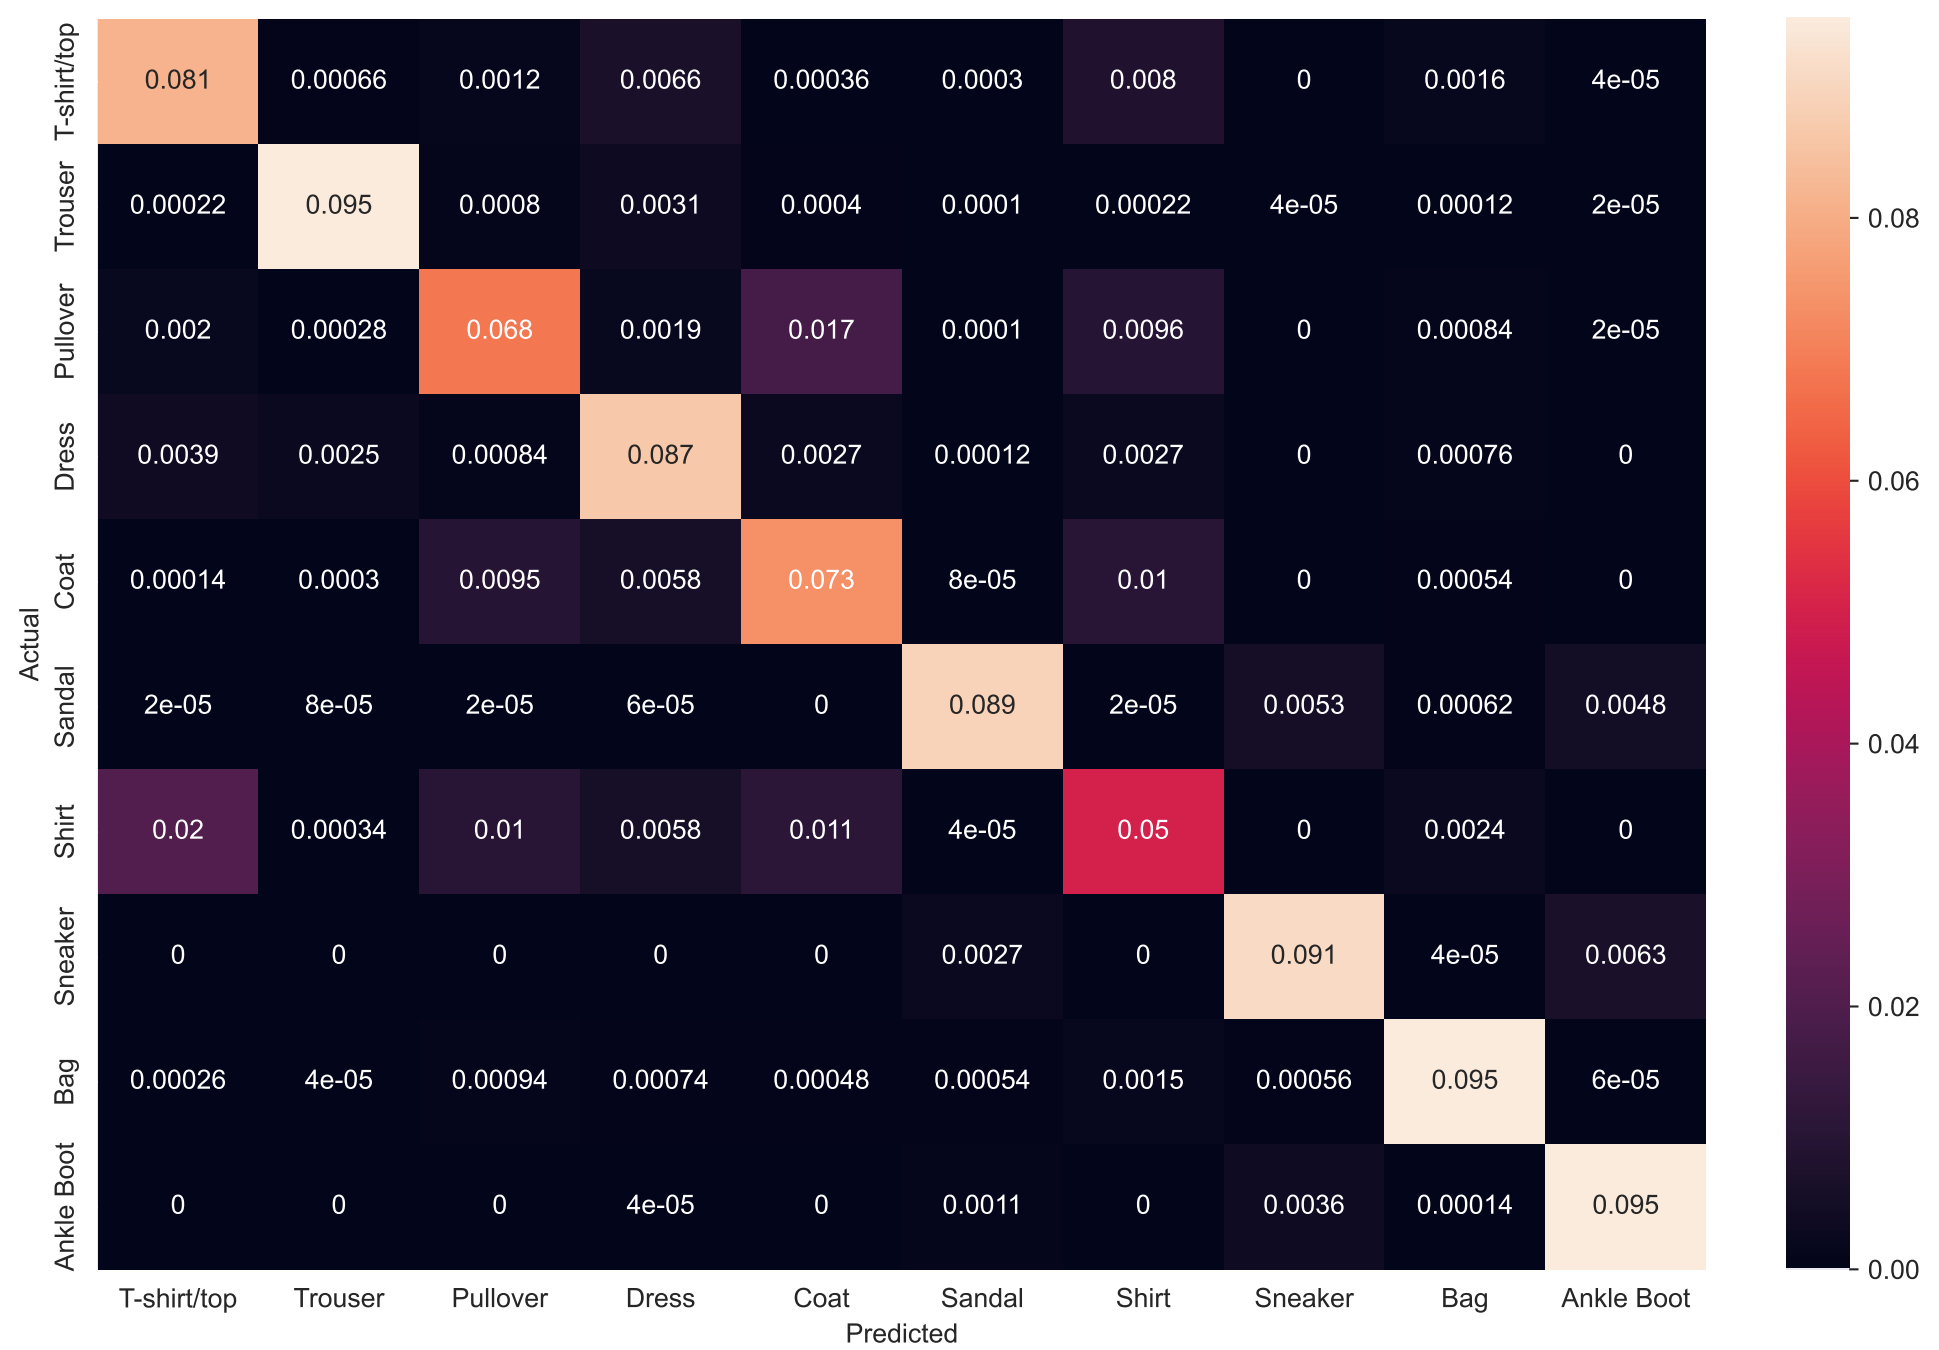 T-shirt/top 0.081 0.00066 0.0012 0.0066 0.00036 0.0003 0.008 0 0.0016 4e-05
Trouser 0.00022 0.095 0.0008 0.0031 0.0004 0.0001 0.00022 4e-05 0.00012 2e-05
Pullover 0.002 0.00028 0.068 0.0019 0.017 0.0001 0.0096 0 0.00084 2e-05
Dress 0.0039 0.0025 0.00084 0.087 0.0027 0.00012 0.0027 0 0.00076 0
Coat 0.00014 0.0003 0.0095 0.0058 0.073 8e-05 0.01 0 0.00054 0
Actual
Sandal 2e-05 8e-05 2e-05 6e-05 0 0.089 2e-05 0.0053 0.00062 0.0048
Shirt 0.02 0.00034 0.01 0.0058 0.011 4e-05 0.05 0 0.0024 0
Sneaker 0 0 0 0 0 0.0027 0 0.091 4e-05 0.0063
Bag 0.00026 4e-05 0.00094 0.00074 0.00048 0.00054 0.0015 0.00056 0.095 6e-05
Ankle Boot 0 0 0 4e-05 0 0.0011 0 0.0036 0.00014 0.095
T-shirt/top Trouser Pullover Dress Coat Sandal Shirt Sneaker Bag Ankle Boot
Predicted
0.08
0.06
0.04
0.02
0.00